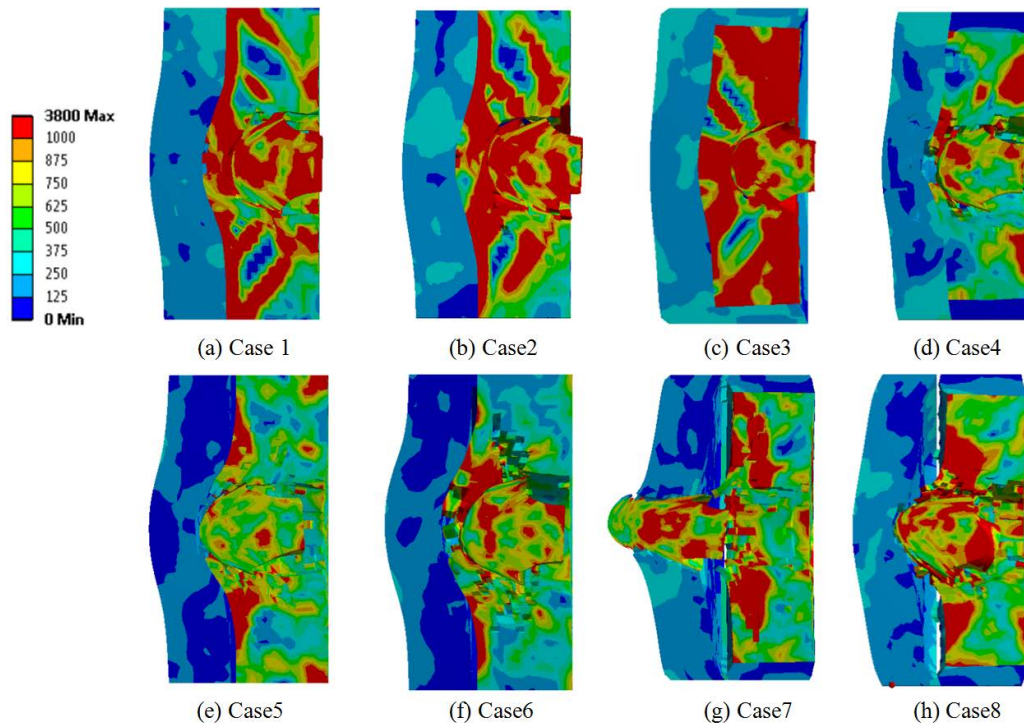 3800 Max
1000
875
750
625
500
375
250
125
0 Min
(a) Case 1
(b) Case2
(c) Case3
(d) Case4
(e) Case5
(f) Case6
(g) Case7
(h) Case8